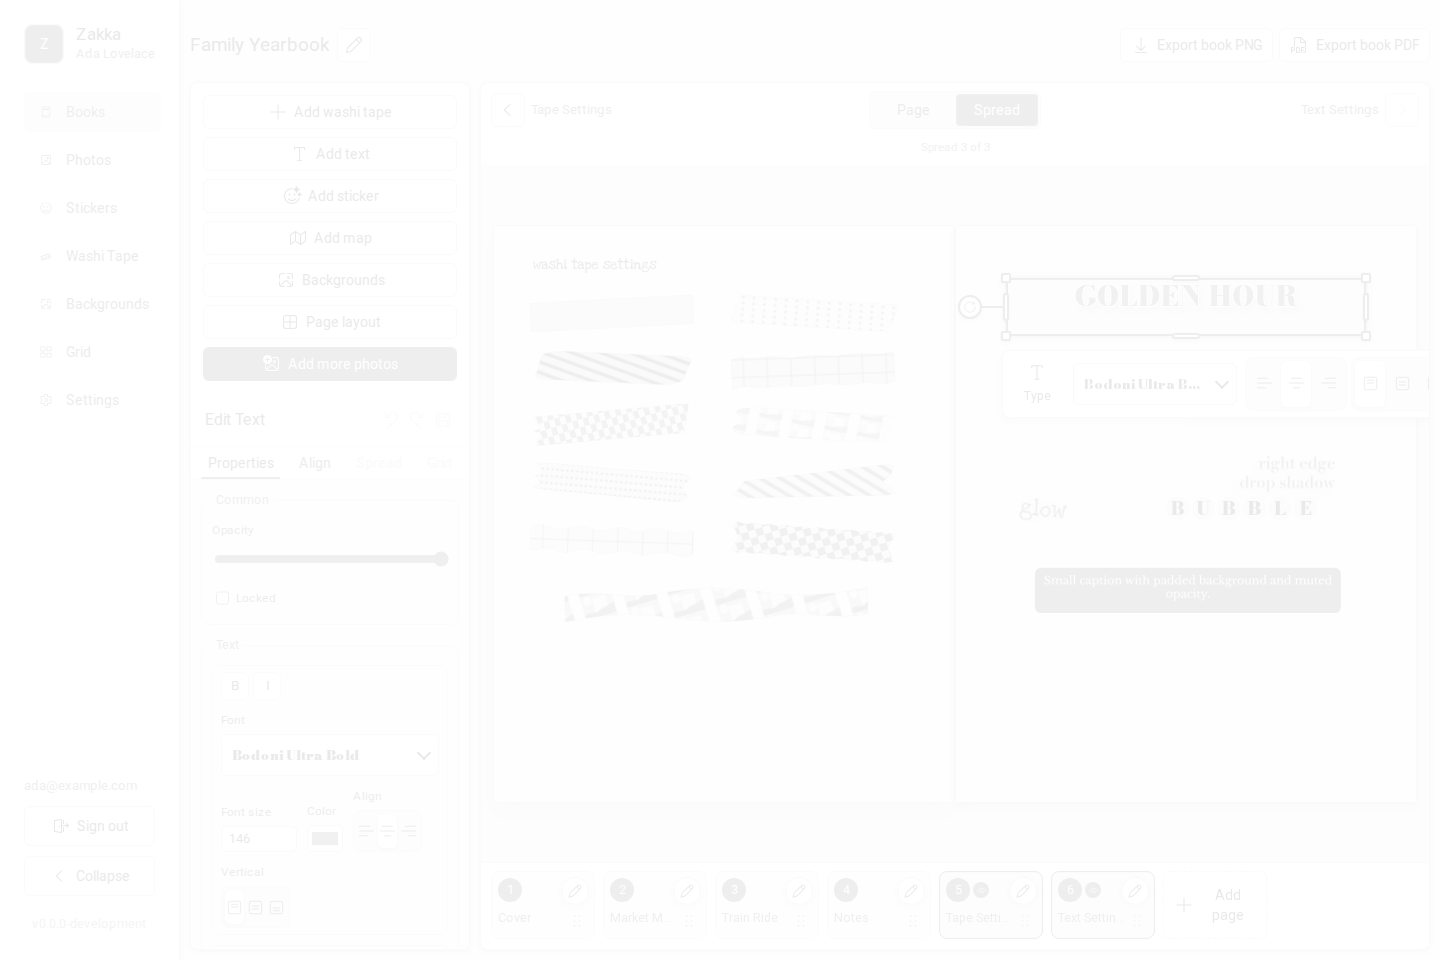 Z
Zakka
Ada Lovelace
Books
Photos
Stickers
Washi Tape
Backgrounds
Grid
Settings
ada@example.com
Sign out
Collapse
v0.0.0-development
Family Yearbook
Export book PNG
Export book PDF
Add washi tape
Add text
Add sticker
Add map
Backgrounds
Page layout
Add more photos
Edit Text
Properties Align Spread Grid
Common
Opacity
Locked
Text
B I
Font
Bodoni Ultra Bold
Font size Color Align
146
Vertical
Tape Settings
Page Spread
Text Settings
Spread 3 of 3
washi tape settings
GOLDEN HOUR
Type
Bodoni Ultra B...
right edge
drop shadow
glow
BUBBLE
Small caption with padded background and muted
opacity.
1
Cover
2
Market M...
3
Train Ride
4
Notes
5
Tape Setti...
6
Text Settin...
Add
page